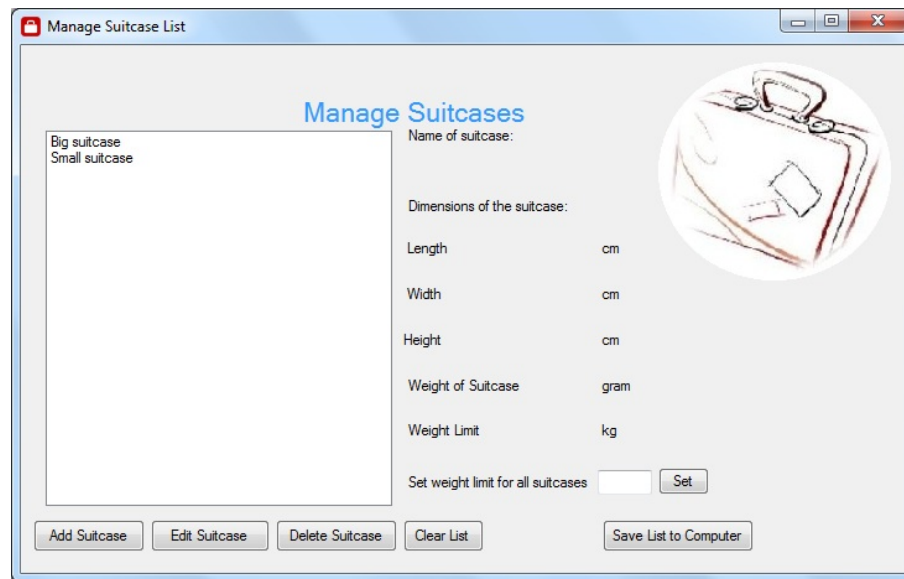 Manage Suitcase List
Manage Suitcases
Big suitcase
Small suitcase
Name of suitcase:
Dimensions of the suitcase:
Length cm
Width cm
Height cm
Weight of Suitcase gram
Weight Limit kg
Set weight limit for all suitcases Set
Add Suitcase Edit Suitcase Delete Suitcase Clear List Save List to Computer